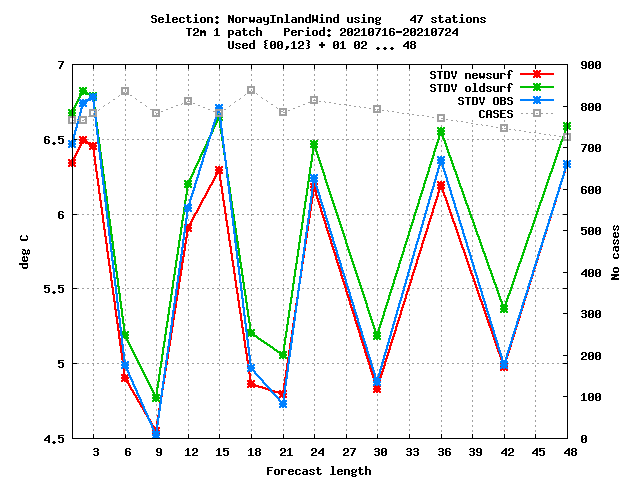 Selection: NorwayInlandWind using    47 stations
T2m 1 patch   Period: 20210716-20210724
Used {00,12} + 01 02 ... 48
STDV newsurf
STDV oldsurf
STDV OBS
CASES
deg C
7
6.5
6
5.5
5
4.5
No cases
900
800
700
600
500
400
300
200
100
0
3 6 9 12 15 18 21 24 27 30 33 36 39 42 45 48
Forecast length